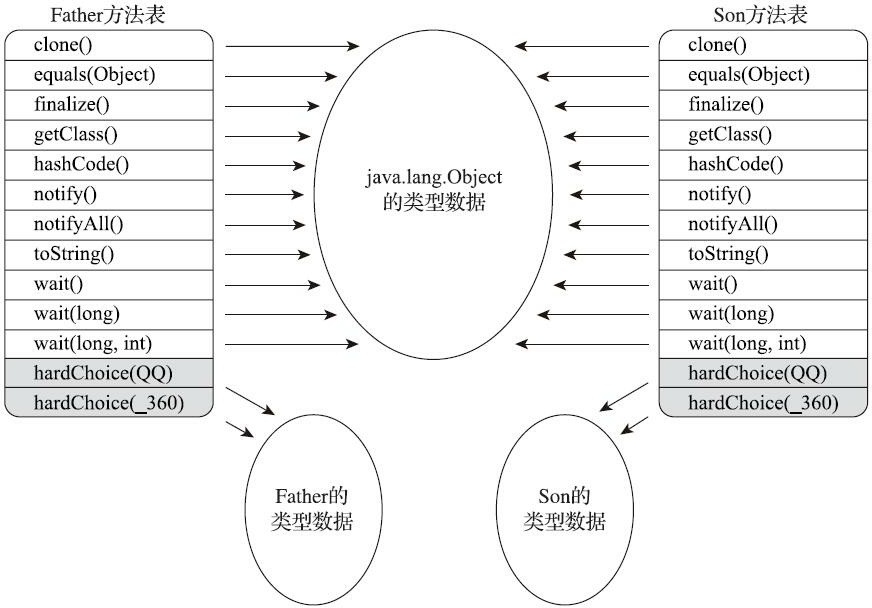 Father方法表
clone()
equals(Object)
finalize()
getClass()
hashCode()
notify()
notifyAll()
toString()
wait()
wait(long)
wait(long, int)
hardChoice(QQ)
hardChoice(_360)
java.lang.Object
的类型数据
Father的
类型数据
Son的
类型数据
Son方法表
clone()
equals(Object)
finalize()
getClass()
hashCode()
notify()
notifyAll()
toString()
wait()
wait(long)
wait(long, int)
hardChoice(QQ)
hardChoice(_360)